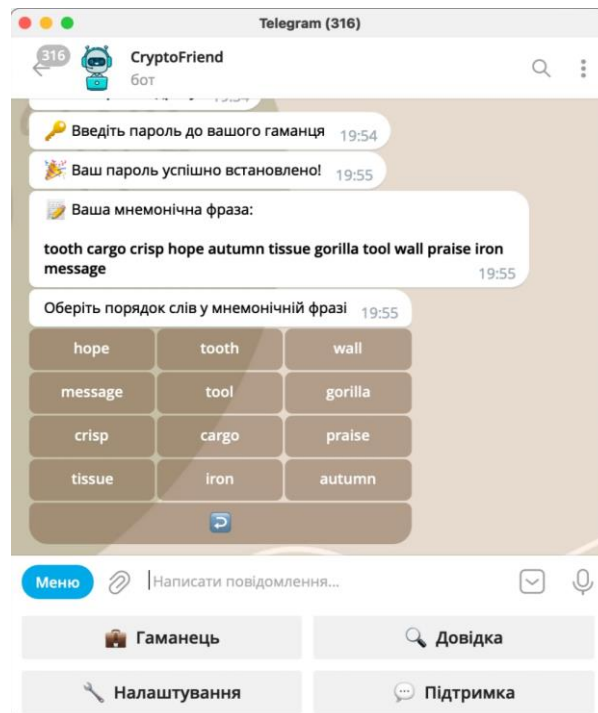 Telegram (316)
316
CryptoFriend
бот
🔑 Введіть пароль до вашого гаманця 19:54
🎉 Ваш пароль успішно встановлено! 19:55
📝 Ваша мнемонічна фраза:
tooth cargo crisp hope autumn tissue gorilla tool wall praise iron
message 19:55
Оберіть порядок слів у мнемонічній фразі 19:55
hope tooth wall
message tool gorilla
crisp cargo praise
tissue iron autumn
Меню Написати повідомлення...
💼 Гаманець 🔍 Довідка
🔧 Налаштування 💬 Підтримка